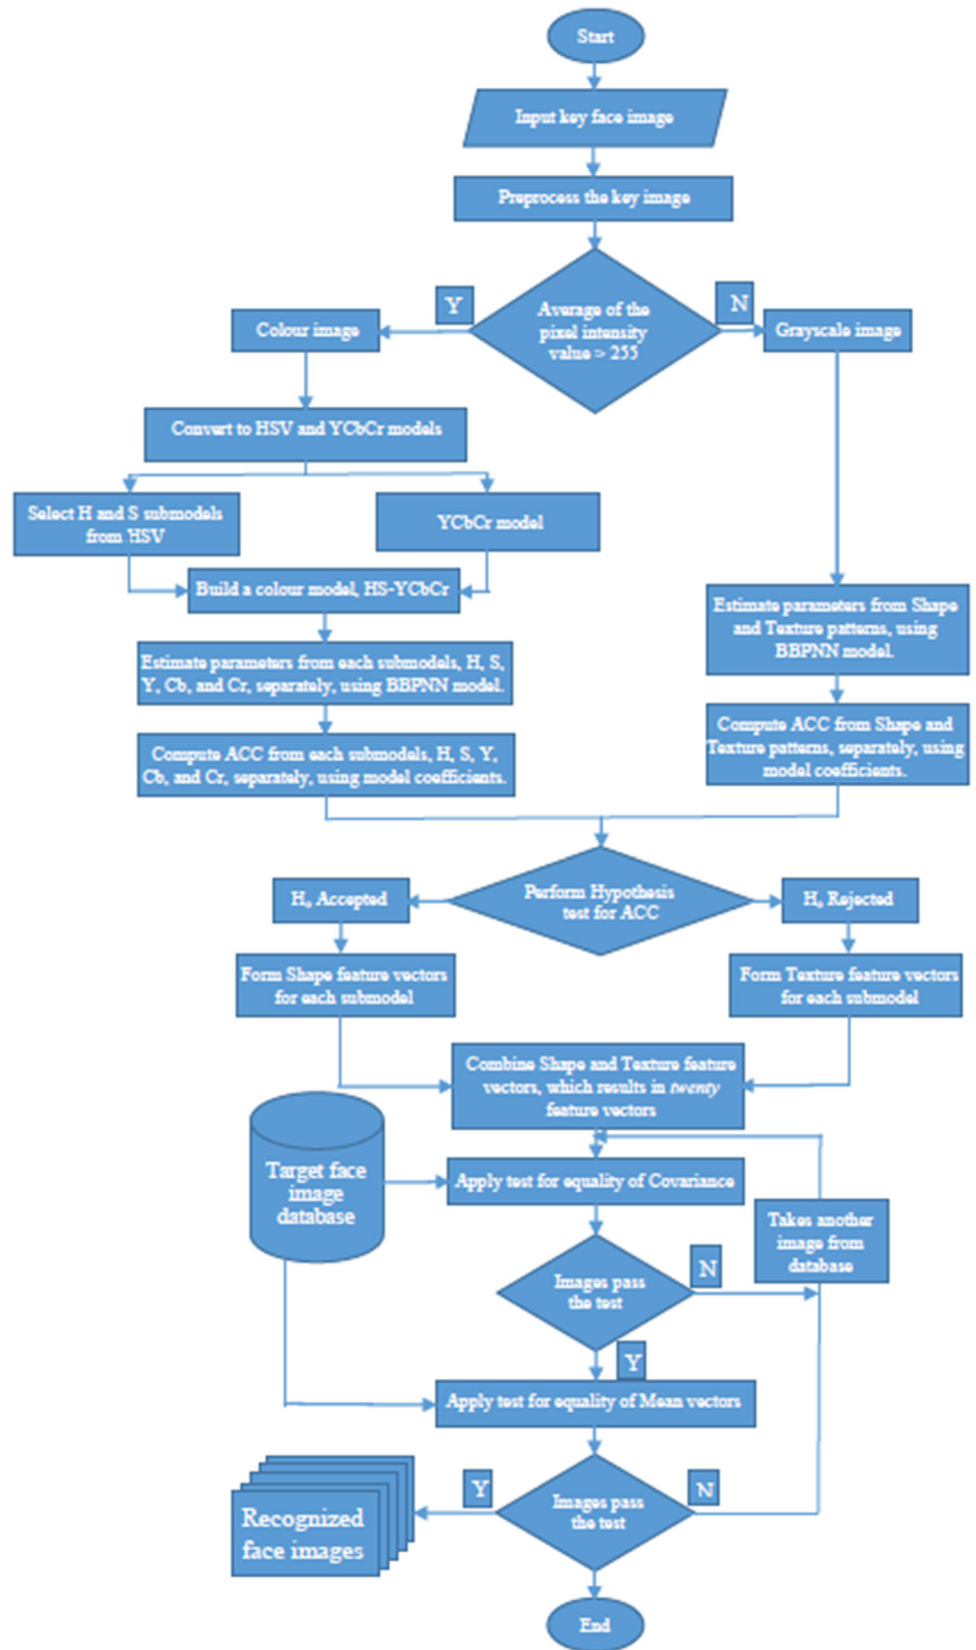 Start
Input key face image
Preprocess the key image
Y
N
Average of the
pixel intensity
value > 255
Colour image
Grayscale image
Convert to HSV and YCbCr models
Select H and S submodels
from HSV
YCbCr model
Build a colour model, HS-YCbCr
Estimate parameters from Shape
and Texture patterns, using
BBPNN model.
Estimate parameters from each submodels, H, S,
Y, Cb, and Cr, separately, using BBPNN model.
Compute ACC from Shape and
Texture patterns, separately, using
model coefficients.
Compute ACC from each submodels, H, S, Y,
Cb, and Cr, separately, using model coefficients.
Perform Hypothesis
test for ACC
H₀ Accepted
H₀ Rejected
Form Shape feature vectors
for each submodel
Form Texture feature vectors
for each submodel
Combine Shape and Texture feature
vectors, which results in twenty
feature vectors
Target face
image
database
Apply test for equality of Covariance
Takes another
image from
database
Images pass
the test
N
Y
Apply test for equality of Mean vectors
Y
N
Images pass
the test
Recognized
face images
End